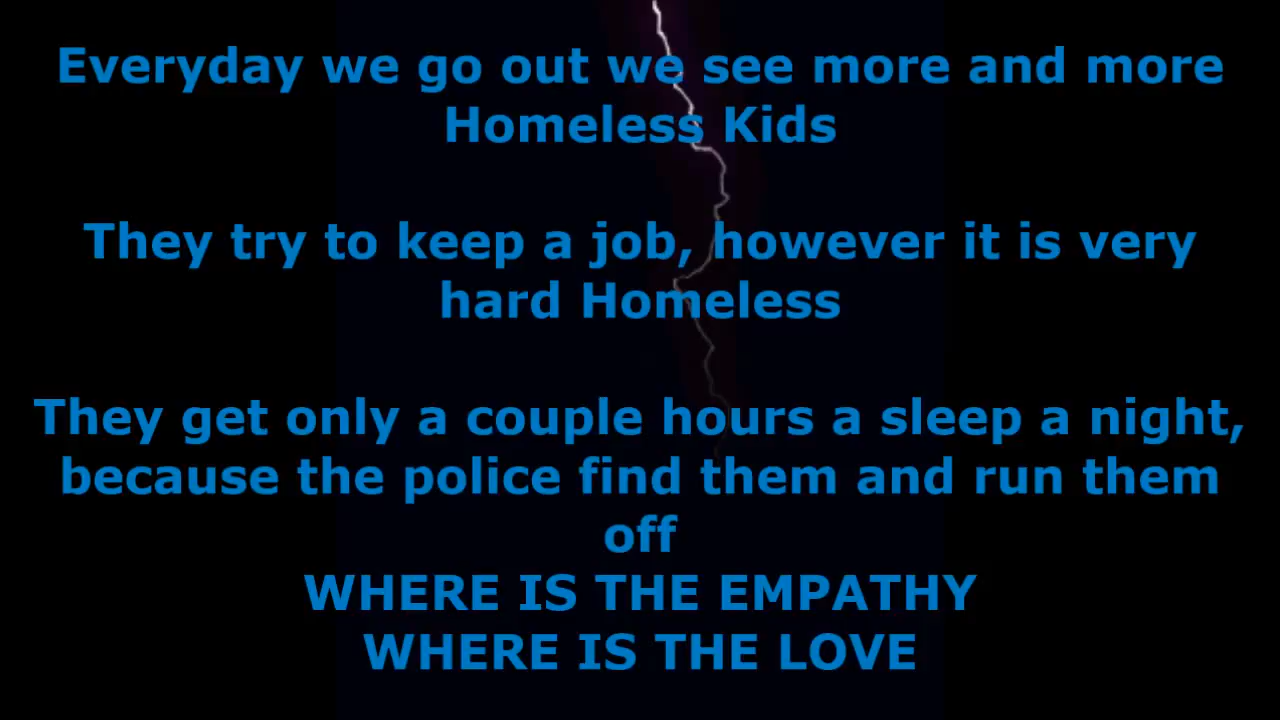 Everyday we go out we see more and more
Homeless Kids
They try to keep a job, however it is very
hard Homeless
They get only a couple hours a sleep a night,
because the police find them and run them
off
WHERE IS THE EMPATHY
WHERE IS THE LOVE